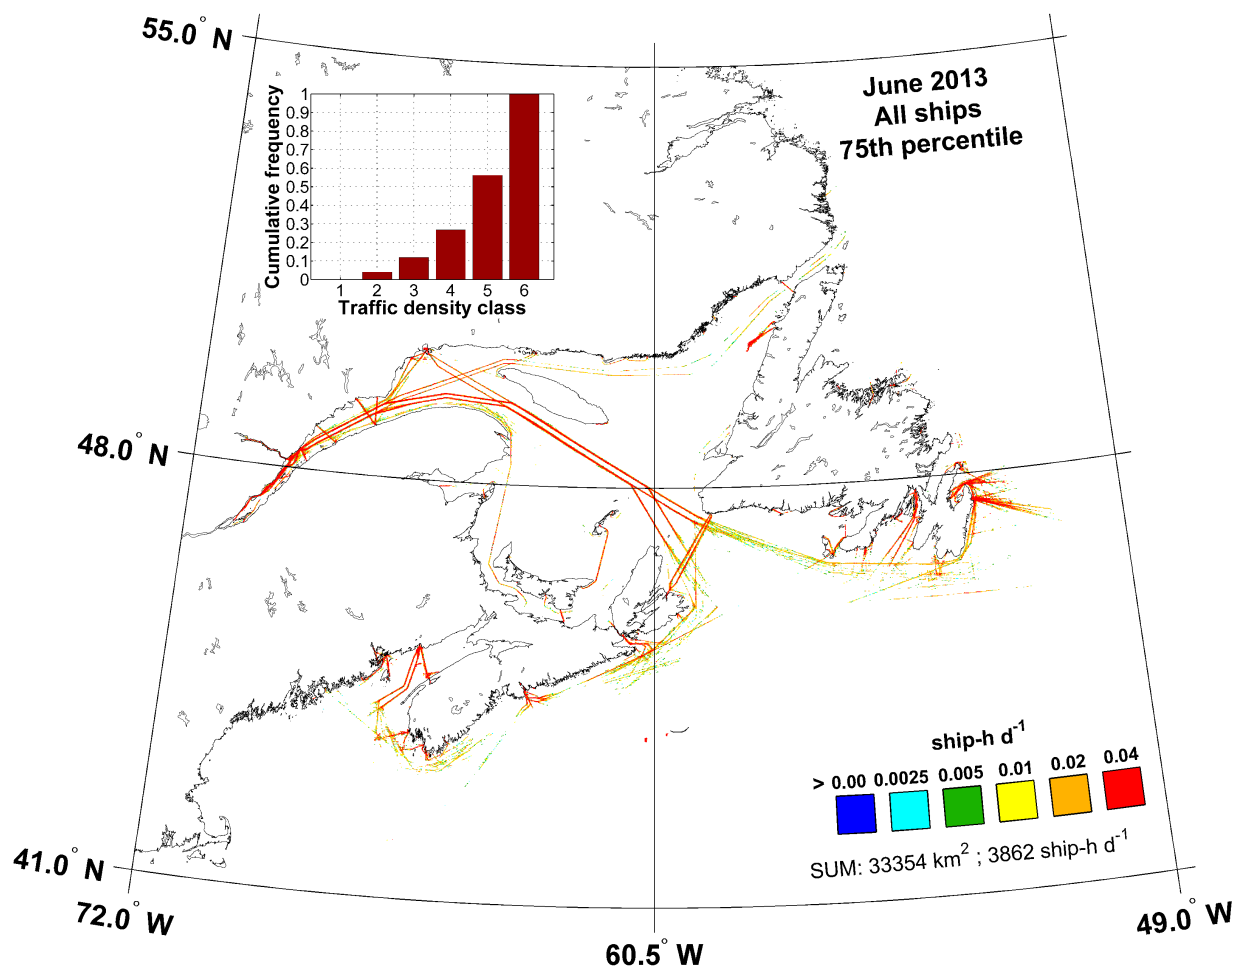 55.0° N
June 2013
All ships
75th percentile
Cumulative frequency
1
0.9
0.8
0.7
0.6
0.5
0.4
0.3
0.2
0.1
0
1 2 3 4 5 6
Traffic density class
48.0° N
ship-h d⁻¹
> 0.00 0.0025 0.005 0.01 0.02 0.04
SUM: 33354 km² ; 3862 ship-h d⁻¹
41.0° N
72.0° W
60.5° W
49.0° W